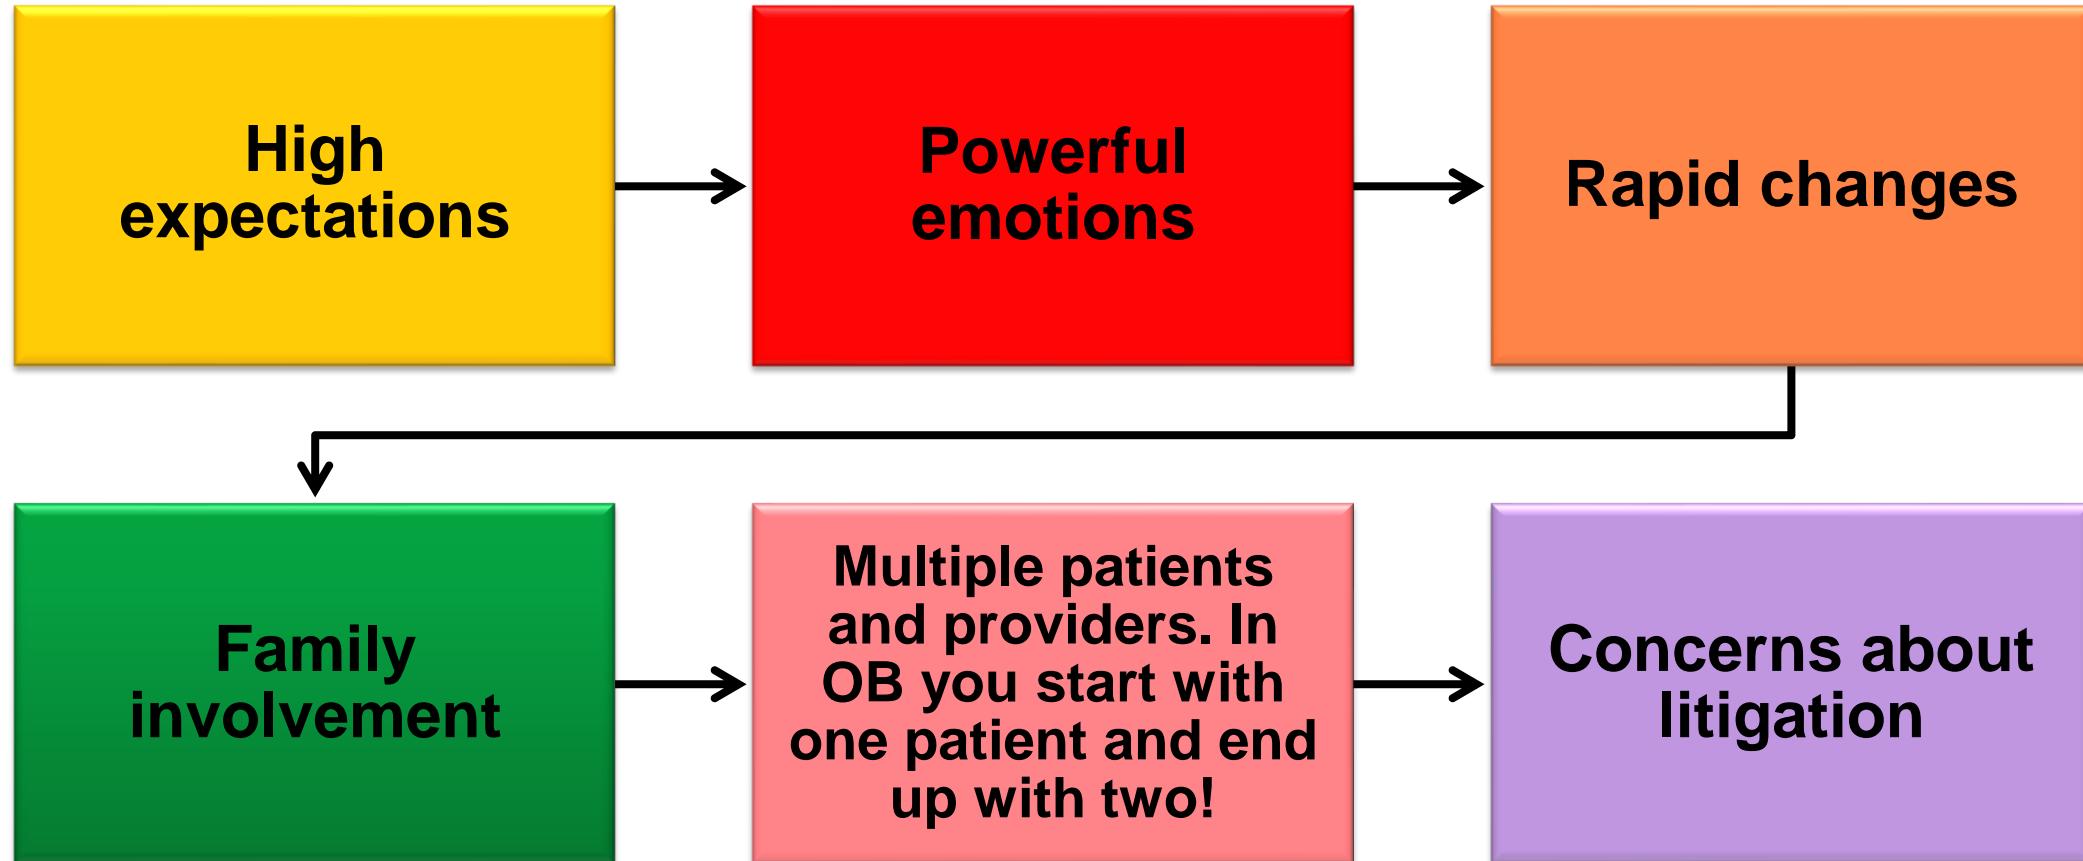 High
expectations
Powerful
emotions
Rapid changes
Family
involvement
Multiple patients
and providers. In
OB you start with
one patient and end
up with two!
Concerns about
litigation